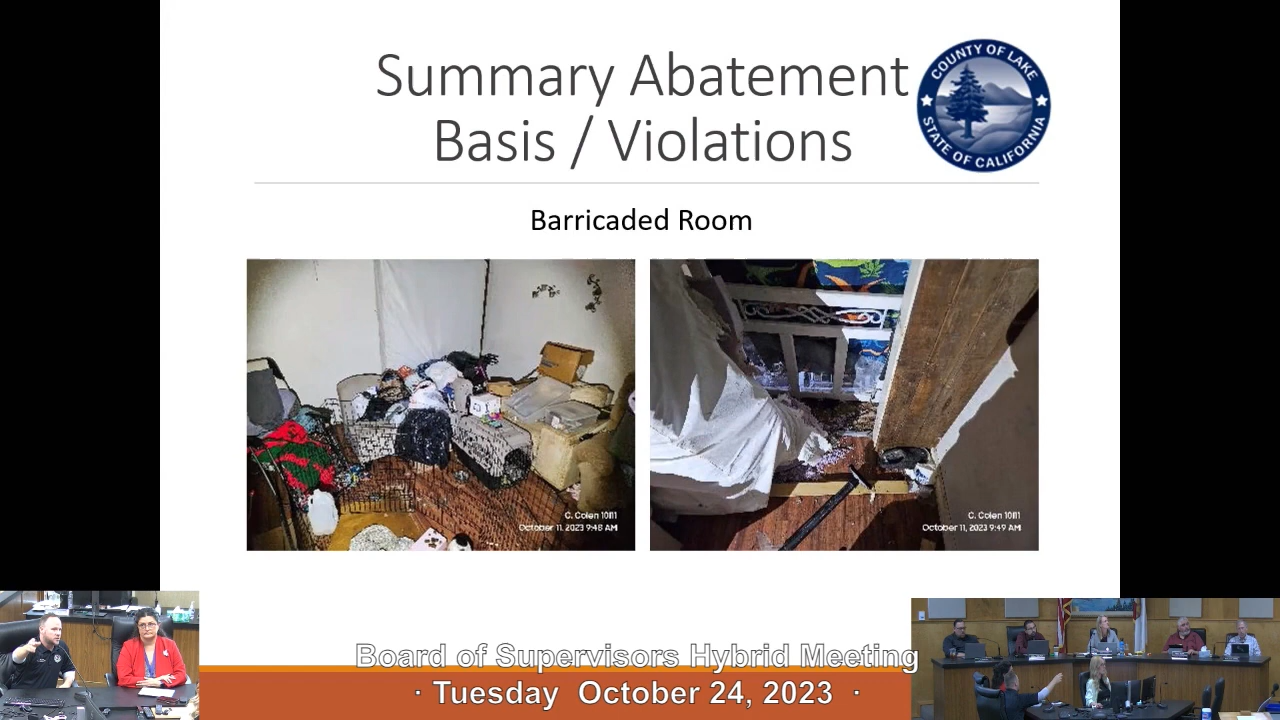 Summary Abatement
Basis / Violations
COUNTY OF LAKE
STATE OF CALIFORNIA
Barricaded Room
C. Colen 10111
October 11, 2023 9:48 AM
C. Colen 10111
October 11, 2023 9:49 AM
Board of Supervisors Hybrid Meeting
· Tuesday October 24, 2023 ·